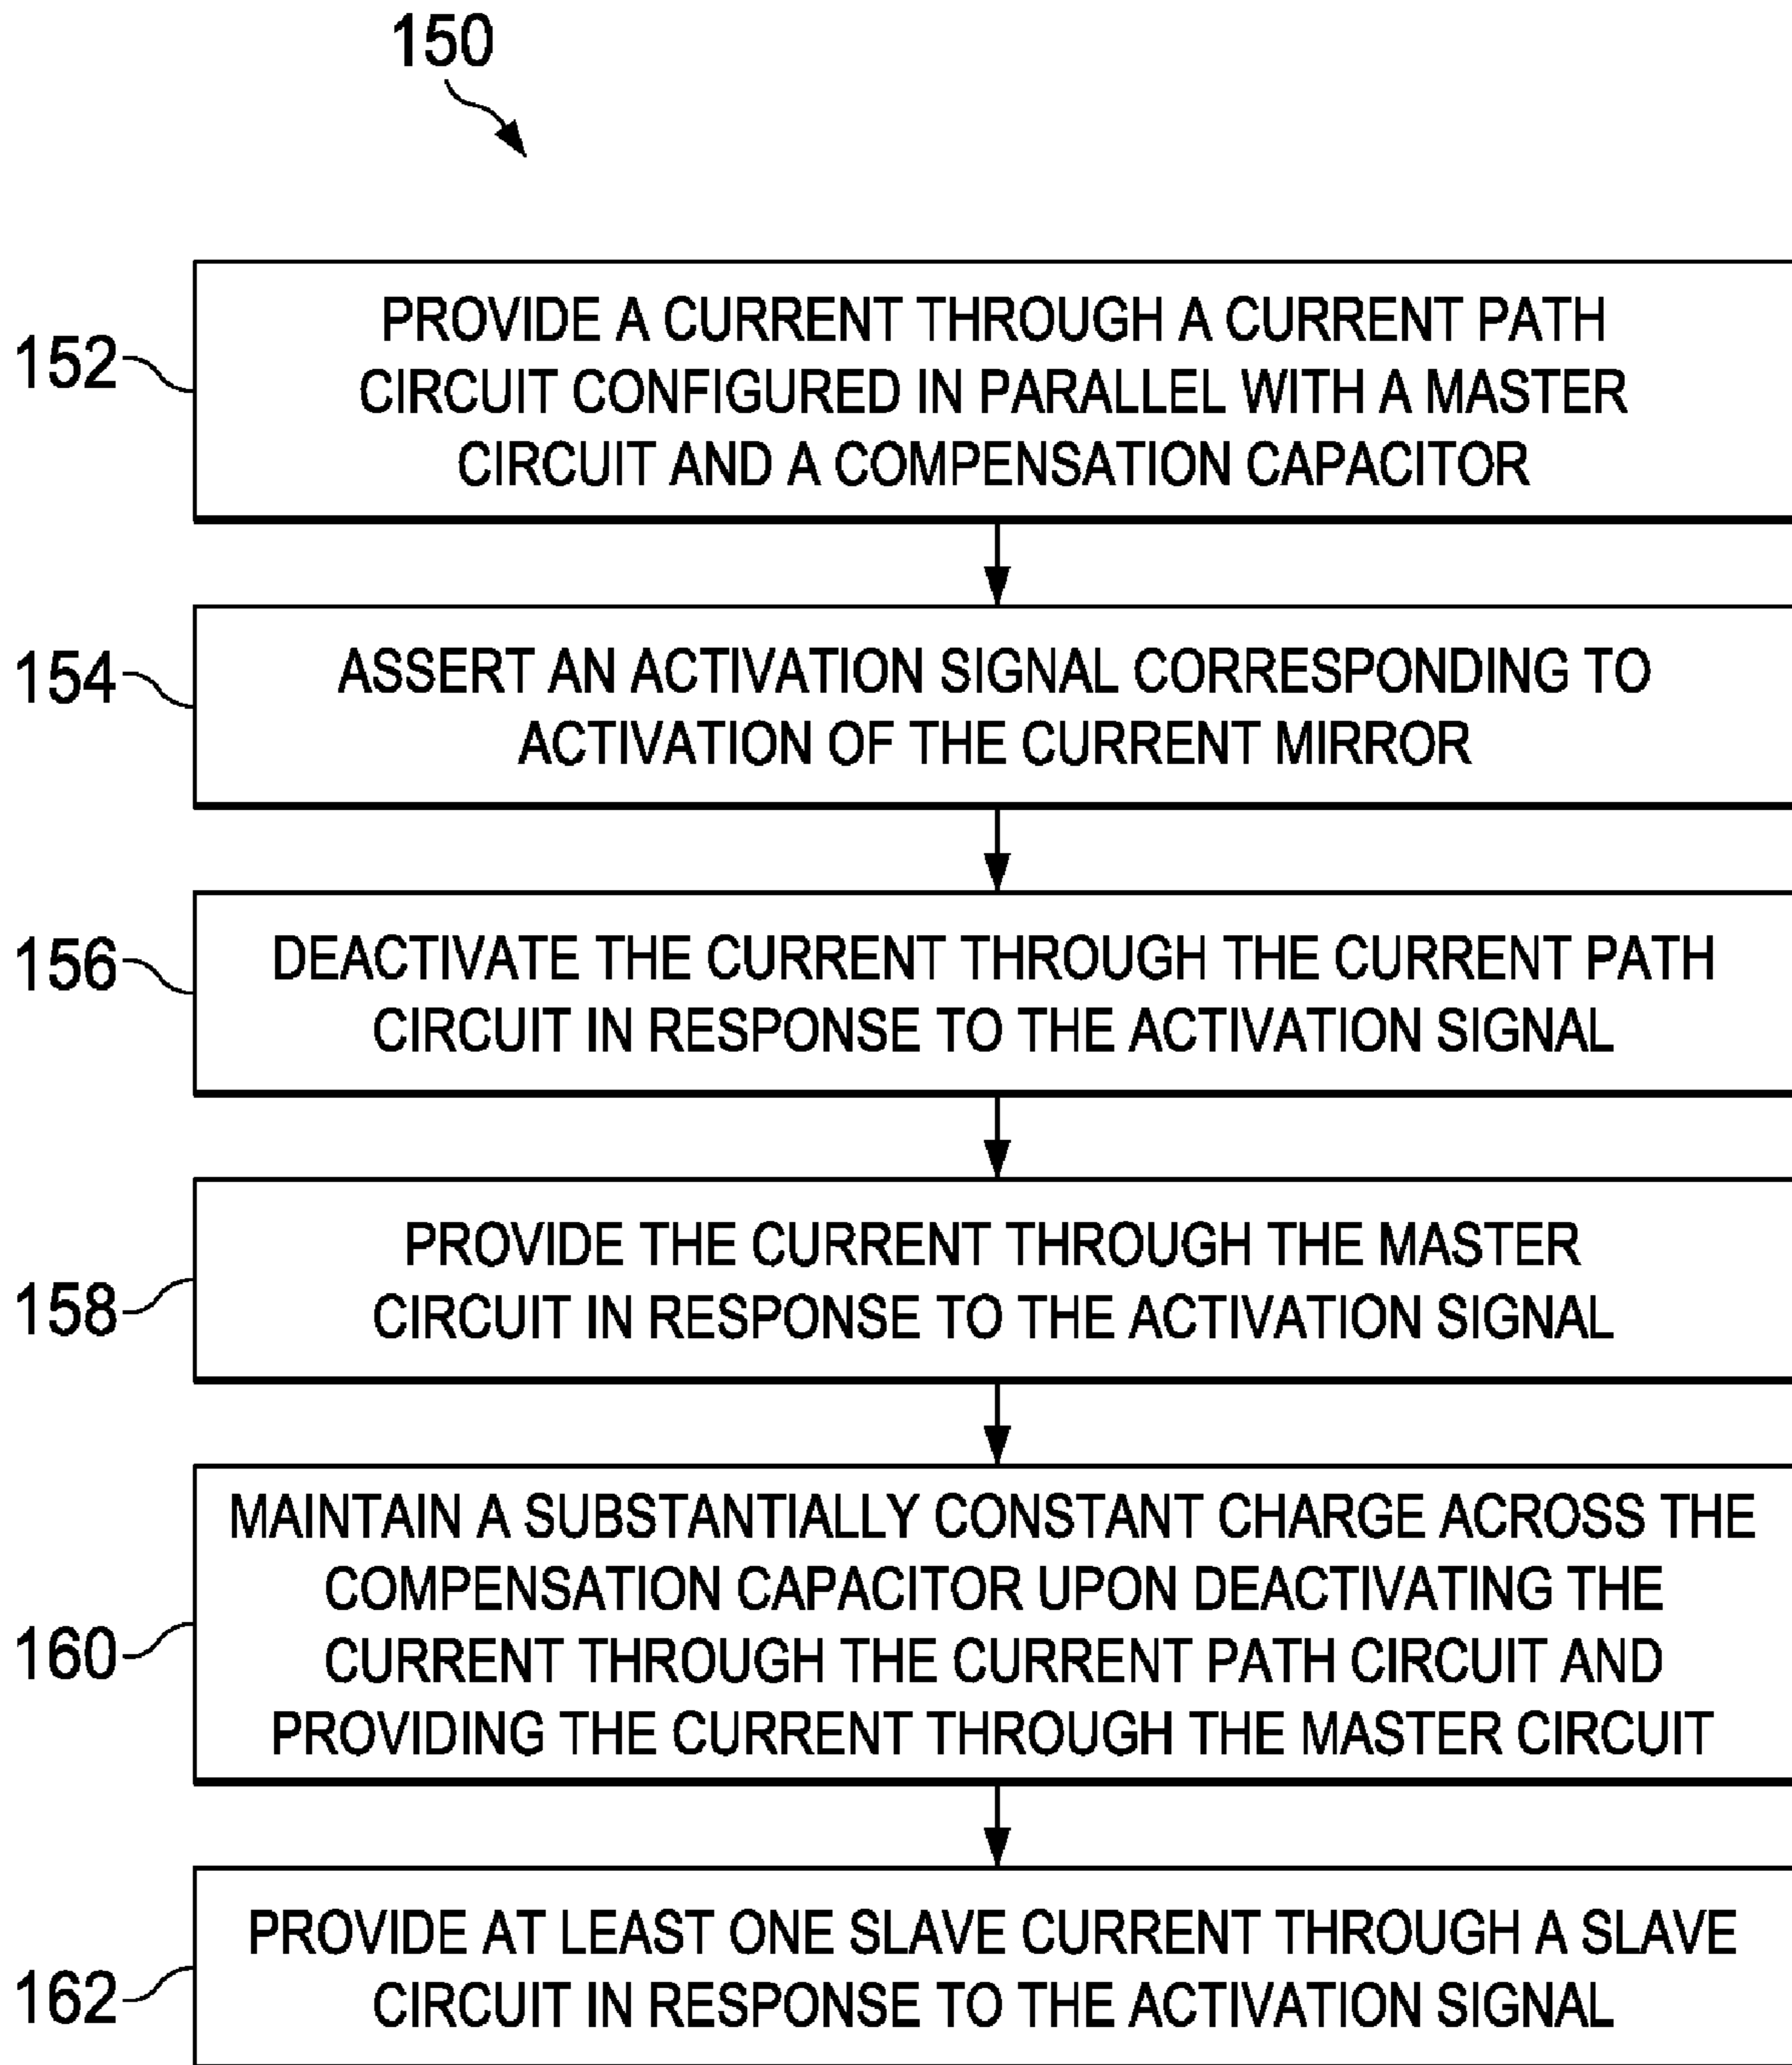 150
152
PROVIDE A CURRENT THROUGH A CURRENT PATH
CIRCUIT CONFIGURED IN PARALLEL WITH A MASTER
CIRCUIT AND A COMPENSATION CAPACITOR
154
ASSERT AN ACTIVATION SIGNAL CORRESPONDING TO
ACTIVATION OF THE CURRENT MIRROR
156
DEACTIVATE THE CURRENT THROUGH THE CURRENT PATH
CIRCUIT IN RESPONSE TO THE ACTIVATION SIGNAL
158
PROVIDE THE CURRENT THROUGH THE MASTER
CIRCUIT IN RESPONSE TO THE ACTIVATION SIGNAL
160
MAINTAIN A SUBSTANTIALLY CONSTANT CHARGE ACROSS THE
COMPENSATION CAPACITOR UPON DEACTIVATING THE
CURRENT THROUGH THE CURRENT PATH CIRCUIT AND
PROVIDING THE CURRENT THROUGH THE MASTER CIRCUIT
162
PROVIDE AT LEAST ONE SLAVE CURRENT THROUGH A SLAVE
CIRCUIT IN RESPONSE TO THE ACTIVATION SIGNAL